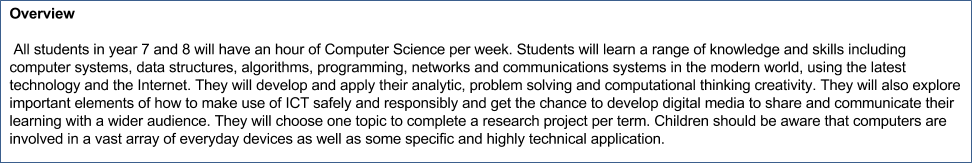 Overview
All students in year 7 and 8 will have an hour of Computer Science per week. Students will learn a range of knowledge and skills including
computer systems, data structures, algorithms, programming, networks and communications systems in the modern world, using the latest
technology and the Internet. They will develop and apply their analytic, problem solving and computational thinking creativity. They will also explore
important elements of how to make use of ICT safely and responsibly and get the chance to develop digital media to share and communicate their
learning with a wider audience. They will choose one topic to complete a research project per term. Children should be aware that computers are
involved in a vast array of everyday devices as well as some specific and highly technical application.